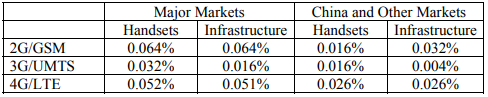 Major Markets China and Other Markets
Handsets Infrastructure Handsets Infrastructure
2G/GSM 0.064% 0.064% 0.016% 0.032%
3G/UMTS 0.032% 0.016% 0.016% 0.004%
4G/LTE 0.052% 0.051% 0.026% 0.026%